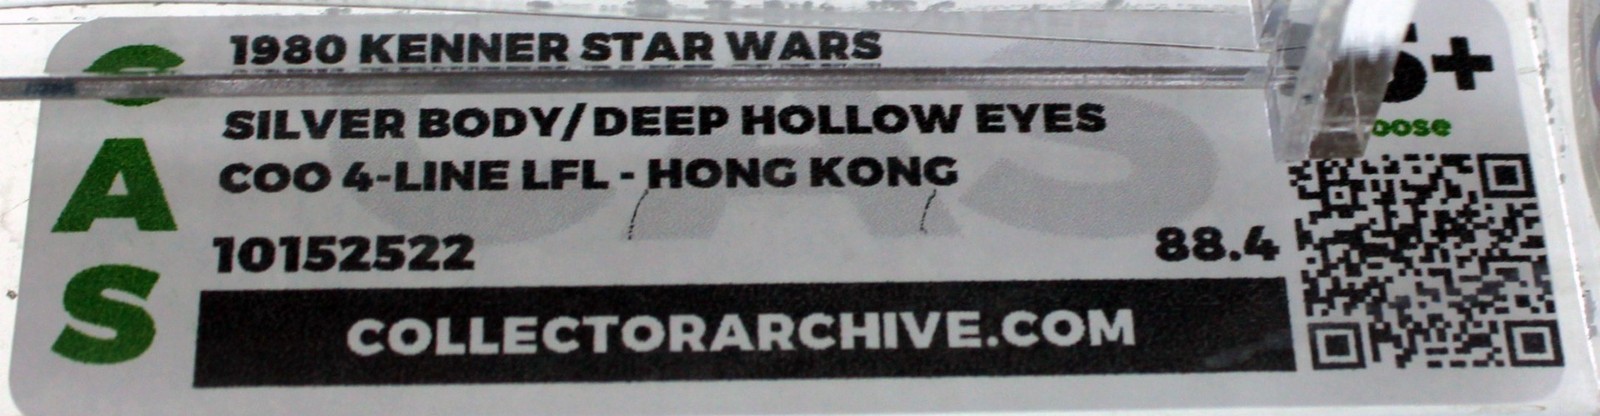 CAS
1980 KENNER STAR WARS
SILVER BODY/DEEP HOLLOW EYES
COO 4-LINE LFL - HONG KONG
10152522
88.4
COLLECTORARCHIVE.COM